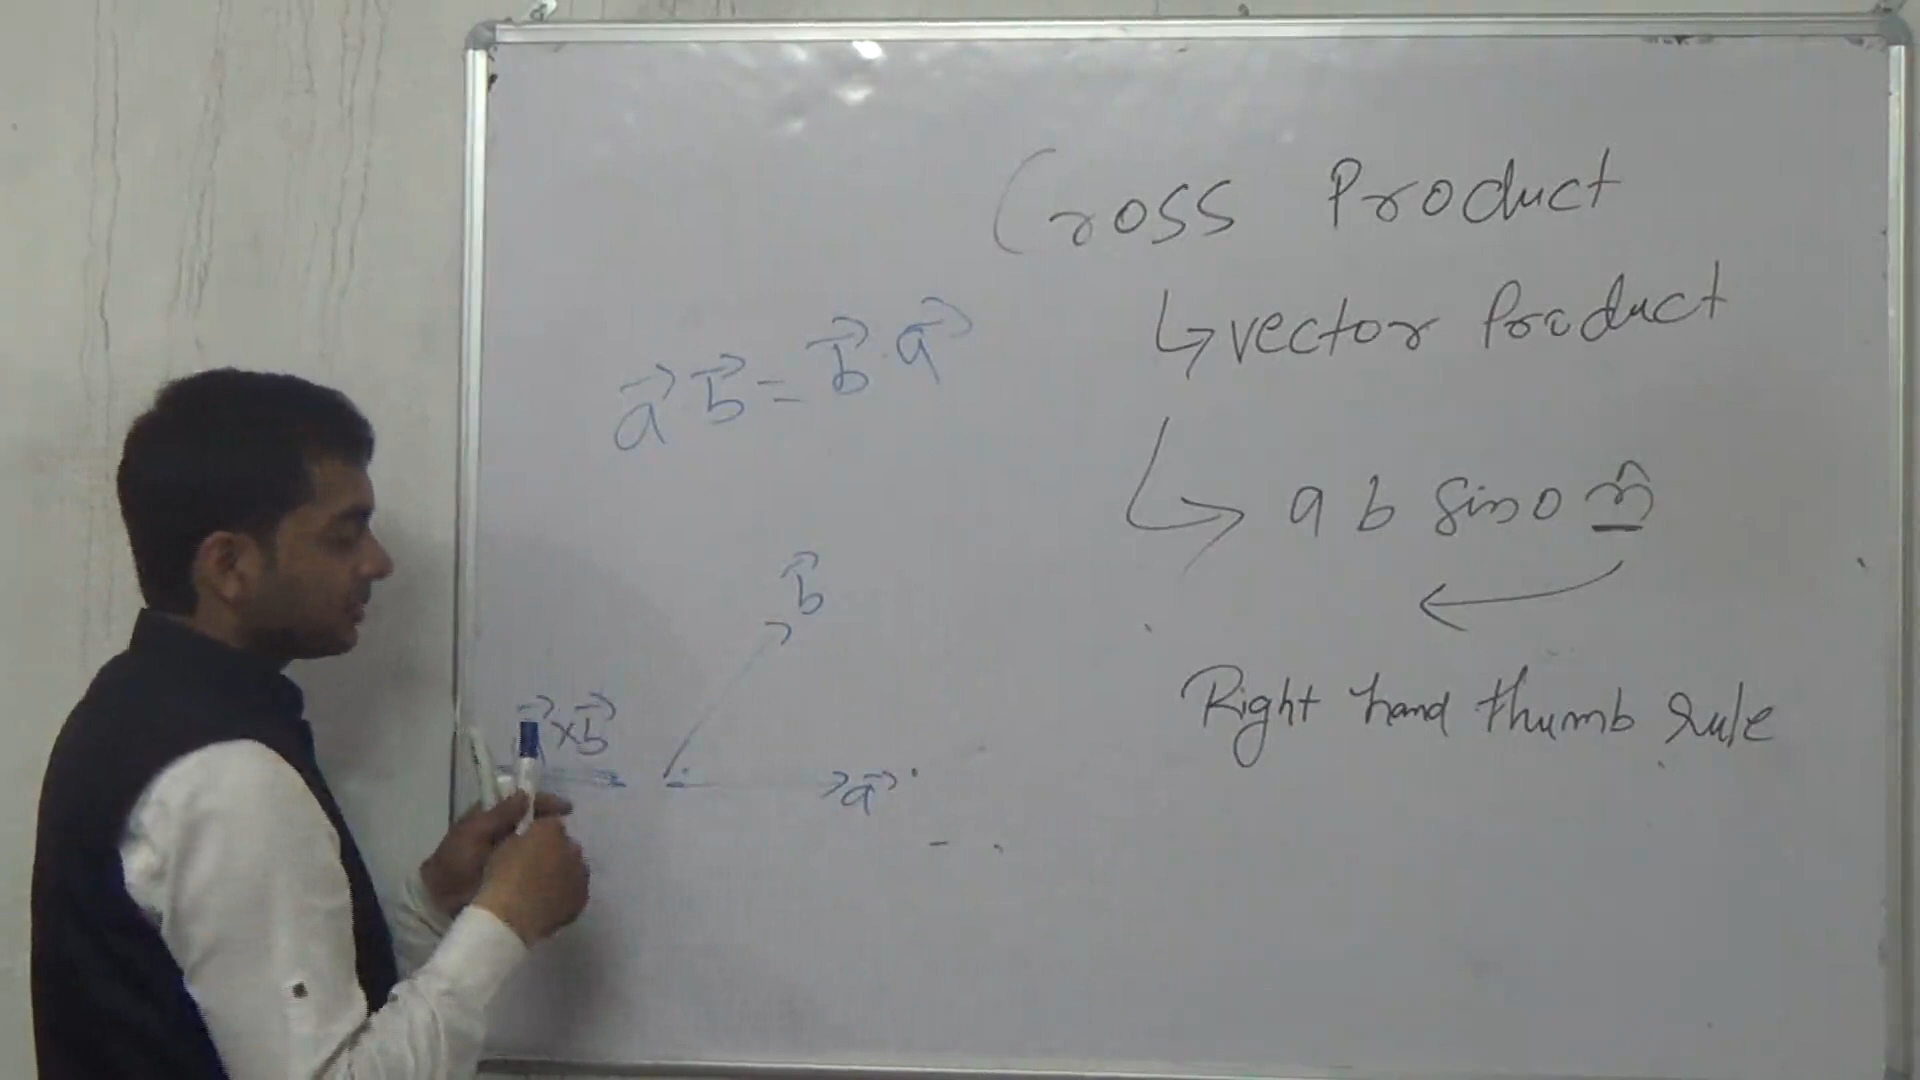 Cross Product
↳ vector Product
↳ a b sinθ n̂
Right hand thumb rule
a⃗ b⃗ = b⃗ . a⃗
b⃗
a⃗ × b⃗
a⃗